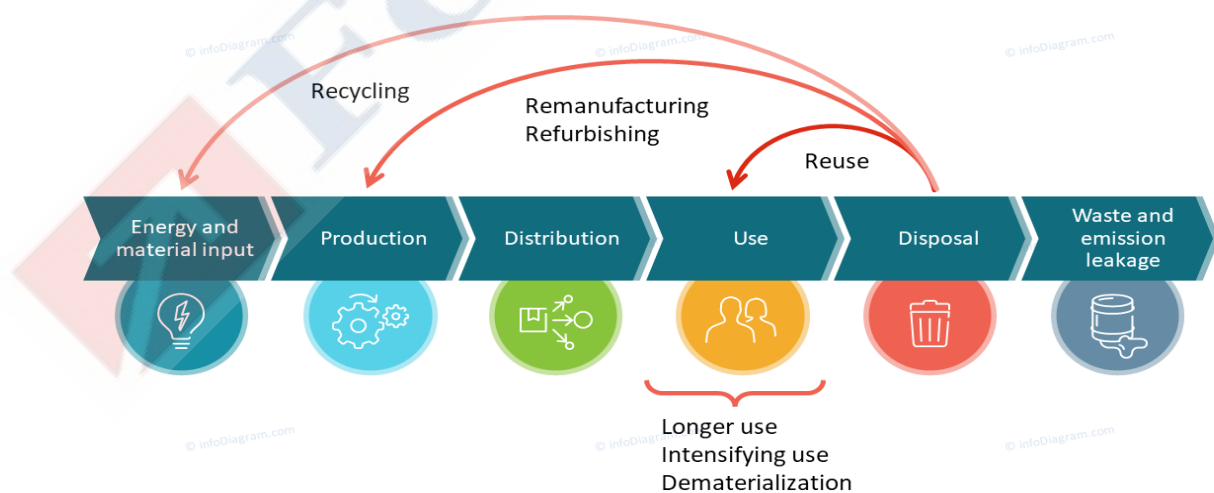 © infoDiagram.com
© infoDiagram.com
© infoDiagram.com
Recycling
Remanufacturing
Refurbishing
Reuse
Energy and
material input
Production
Distribution
Use
Disposal
Waste and
emission
leakage
Longer use
Intensifying use
Dematerialization
© infoDiagram.com
© infoDiagram.com
© infoDiagram.com